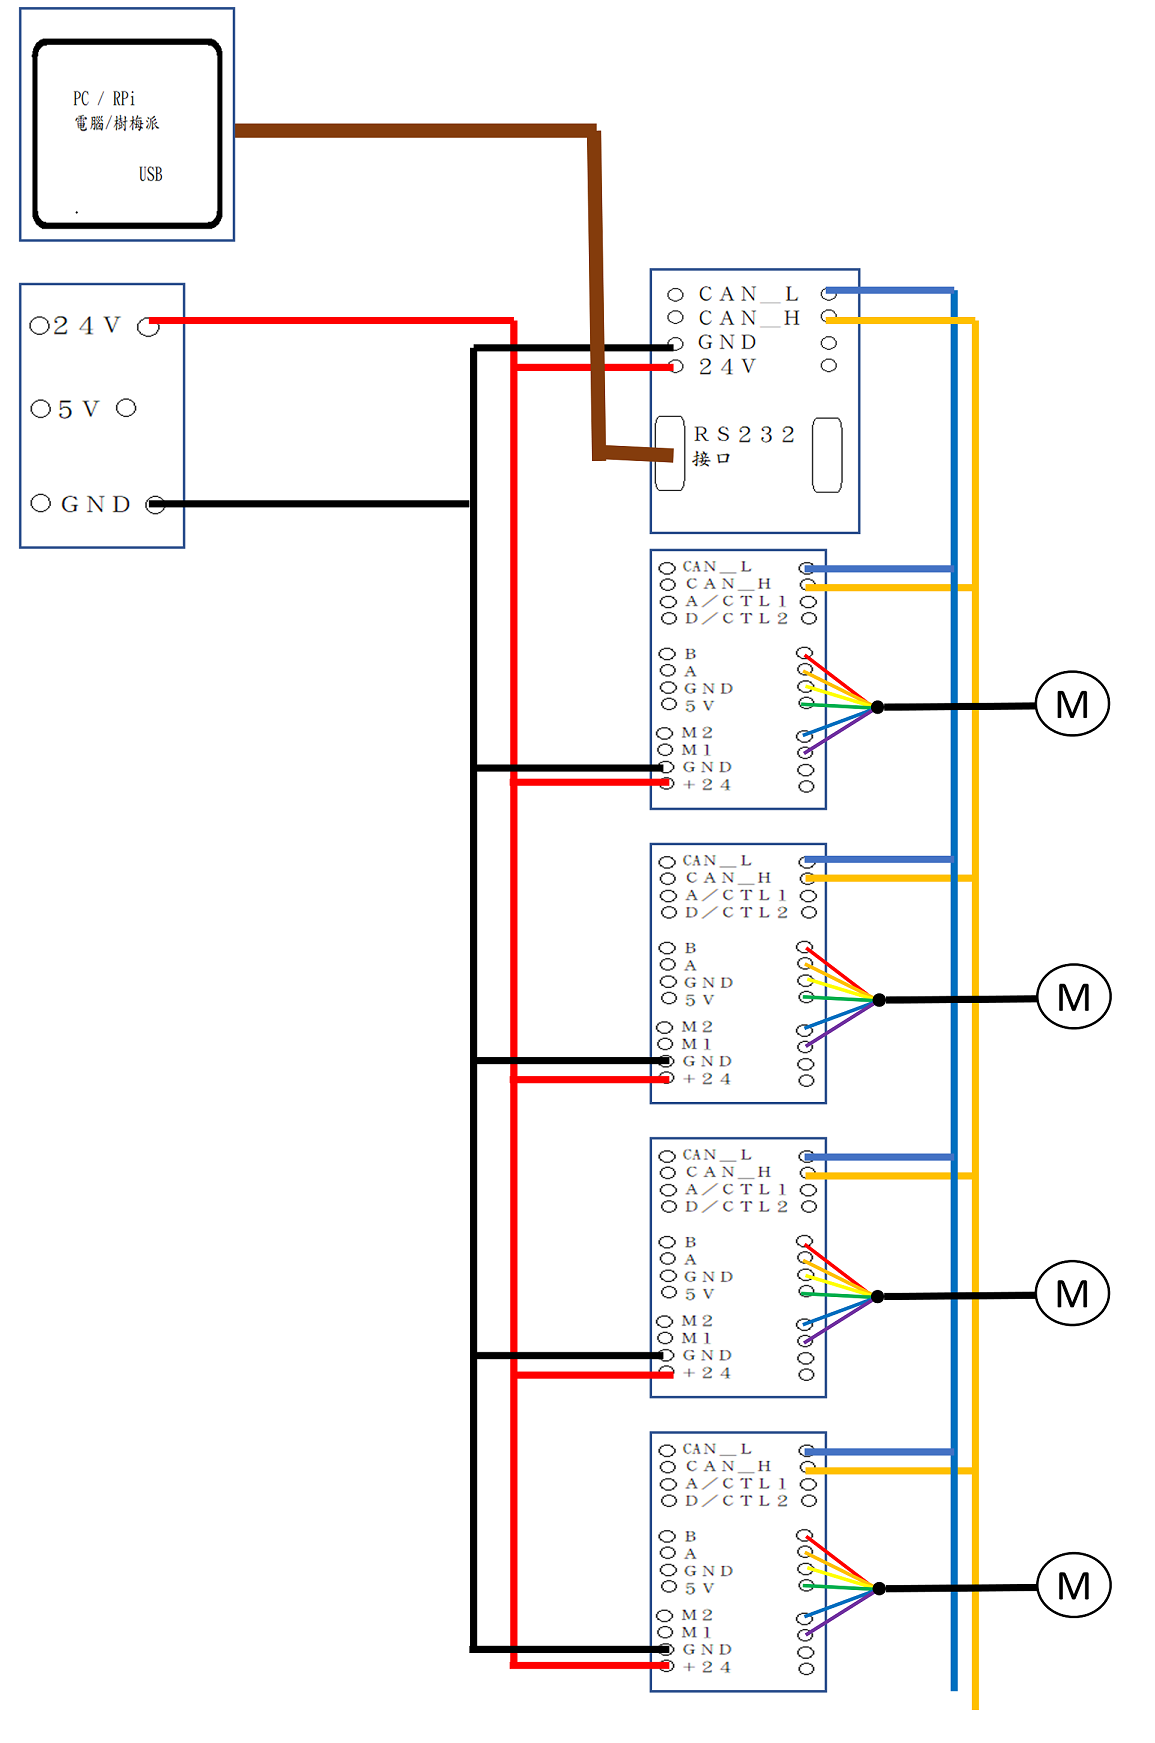 PC / RPi
電腦/樹梅派
USB
24V
5V
GND
CAN_L
CAN_H
GND
24V
RS232
接口
CAN_L
CAN_H
A/CTL1
D/CTL2
B
A
GND
5V
M2
M1
GND
+24
M
CAN_L
CAN_H
A/CTL1
D/CTL2
B
A
GND
5V
M2
M1
GND
+24
M
CAN_L
CAN_H
A/CTL1
D/CTL2
B
A
GND
5V
M2
M1
GND
+24
M
CAN_L
CAN_H
A/CTL1
D/CTL2
B
A
GND
5V
M2
M1
GND
+24
M